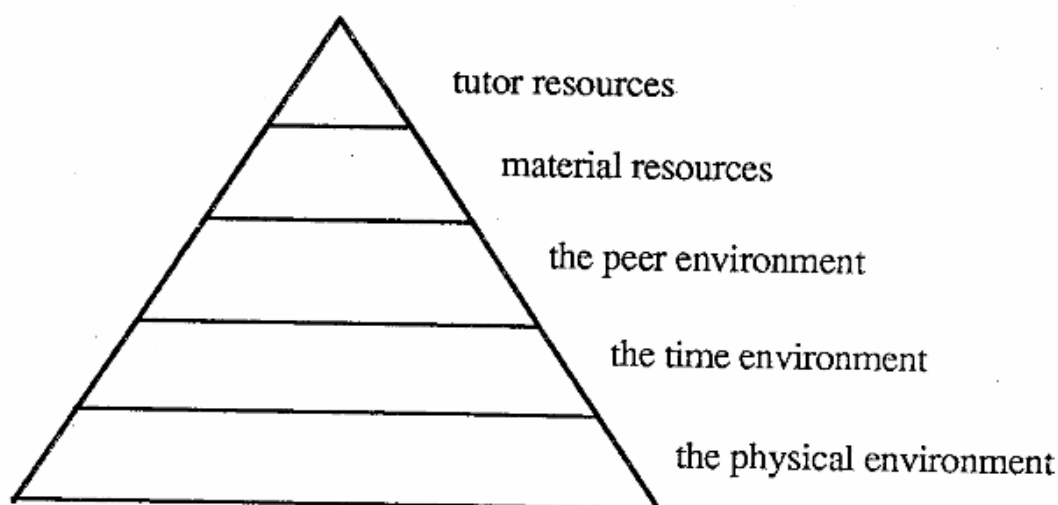 tutor resources
material resources
the peer environment
the time environment
the physical environment